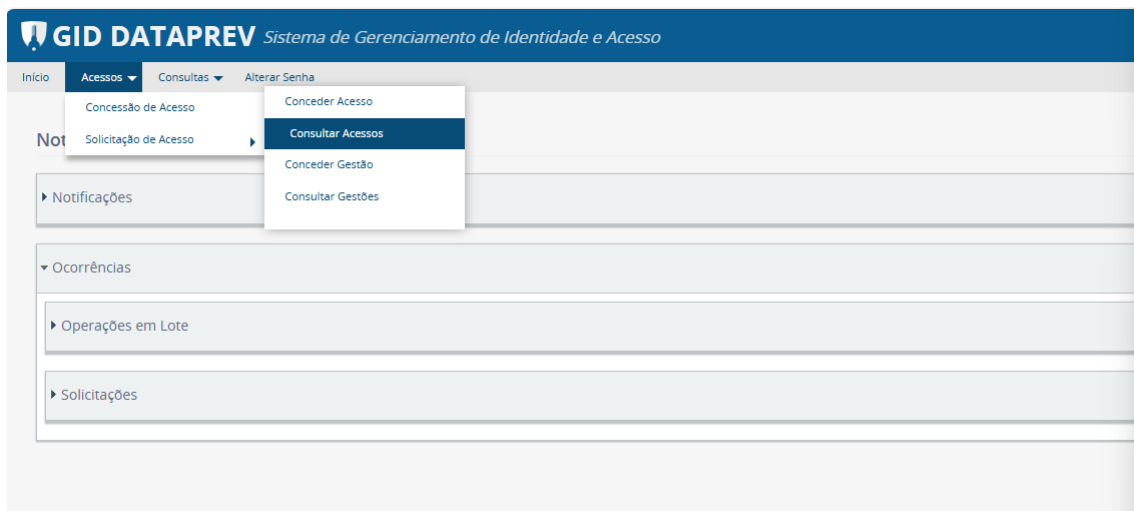 GID DATAPREV Sistema de Gerenciamento de Identidade e Acesso
Início Acessos Consultas Alterar Senha
Concessão de Acesso
Solicitação de Acesso
Conceder Acesso
Consultar Acessos
Conceder Gestão
Consultar Gestões
Not
Notificações
Ocorrências
Operações em Lote
Solicitações